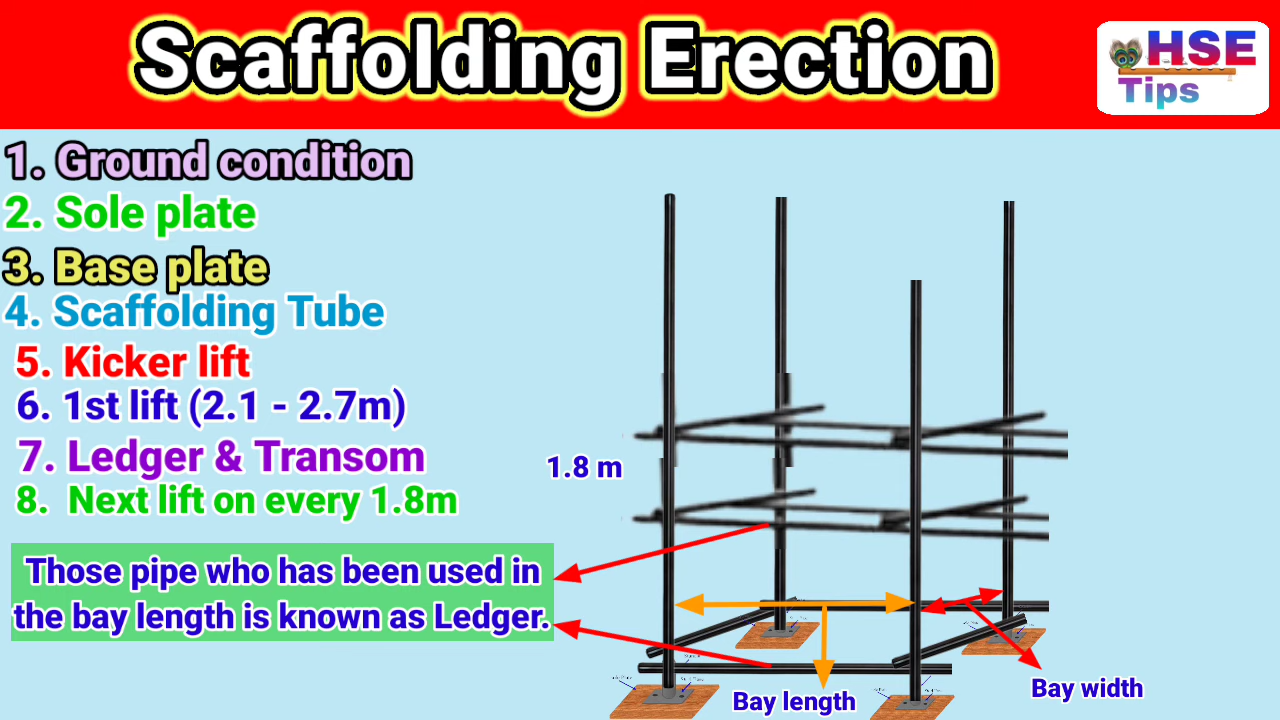 Scaffolding Erection
HSE
Tips
1. Ground condition
2. Sole plate
3. Base plate
4. Scaffolding Tube
5. Kicker lift
6. 1st lift (2.1 - 2.7m)
7. Ledger & Transom
8. Next lift on every 1.8m
1.8 m
Those pipe who has been used in
the bay length is known as Ledger.
Bay length
Bay width